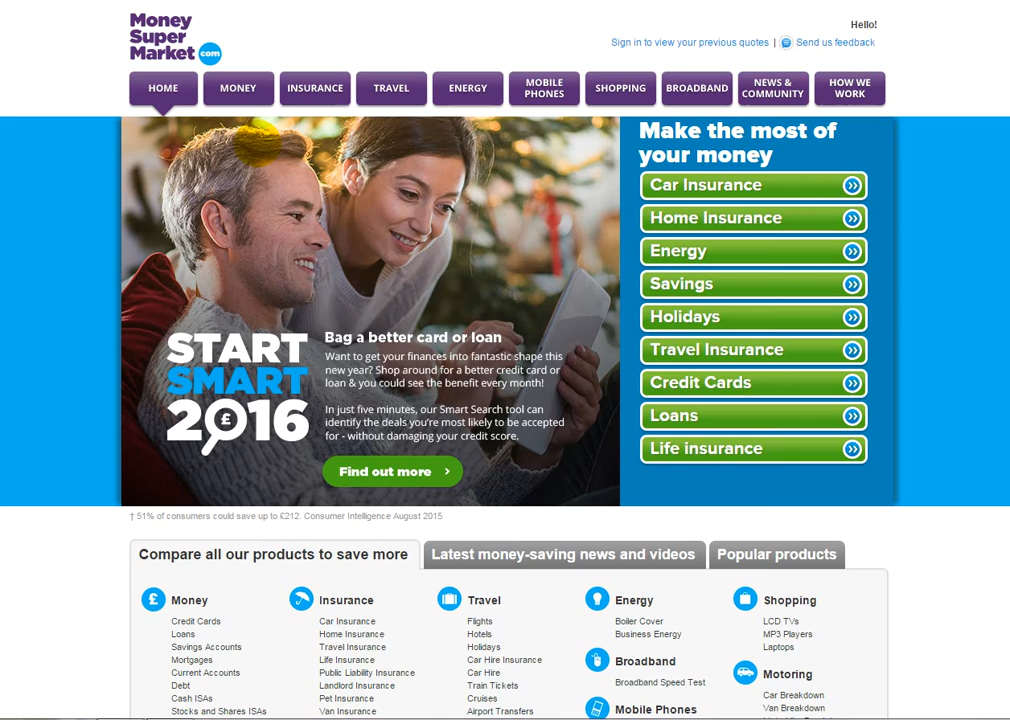 Money
Super
Market com
Hello!
Sign in to view your previous quotes | Send us feedback
HOME
MONEY
INSURANCE
TRAVEL
ENERGY
MOBILE
PHONES
SHOPPING
BROADBAND
NEWS &
COMMUNITY
HOW WE
WORK
START
SMART
2016
£
Bag a better card or loan
Want to get your finances into fantastic shape this
new year? Shop around for a better credit card or
loan & you could see the benefit every month!
In just five minutes, our Smart Search tool can
identify the deals you're most likely to be accepted
for - without damaging your credit score.
Find out more
Make the most of
your money
Car Insurance
Home Insurance
Energy
Savings
Holidays
Travel Insurance
Credit Cards
Loans
Life insurance
† 51% of consumers could save up to £212. Consumer Intelligence August 2015
Compare all our products to save more
Latest money-saving news and videos
Popular products
£ Money
Credit Cards
Loans
Savings Accounts
Mortgages
Current Accounts
Debt
Cash ISAs
Stocks and Shares ISAs
Insurance
Car Insurance
Home Insurance
Travel Insurance
Life Insurance
Public Liability Insurance
Landlord Insurance
Pet Insurance
Van Insurance
Travel
Flights
Hotels
Holidays
Car Hire Insurance
Car Hire
Train Tickets
Cruises
Airport Transfers
Energy
Boiler Cover
Business Energy
Broadband
Broadband Speed Test
Mobile Phones
Shopping
LCD TVs
MP3 Players
Laptops
Motoring
Car Breakdown
Van Breakdown